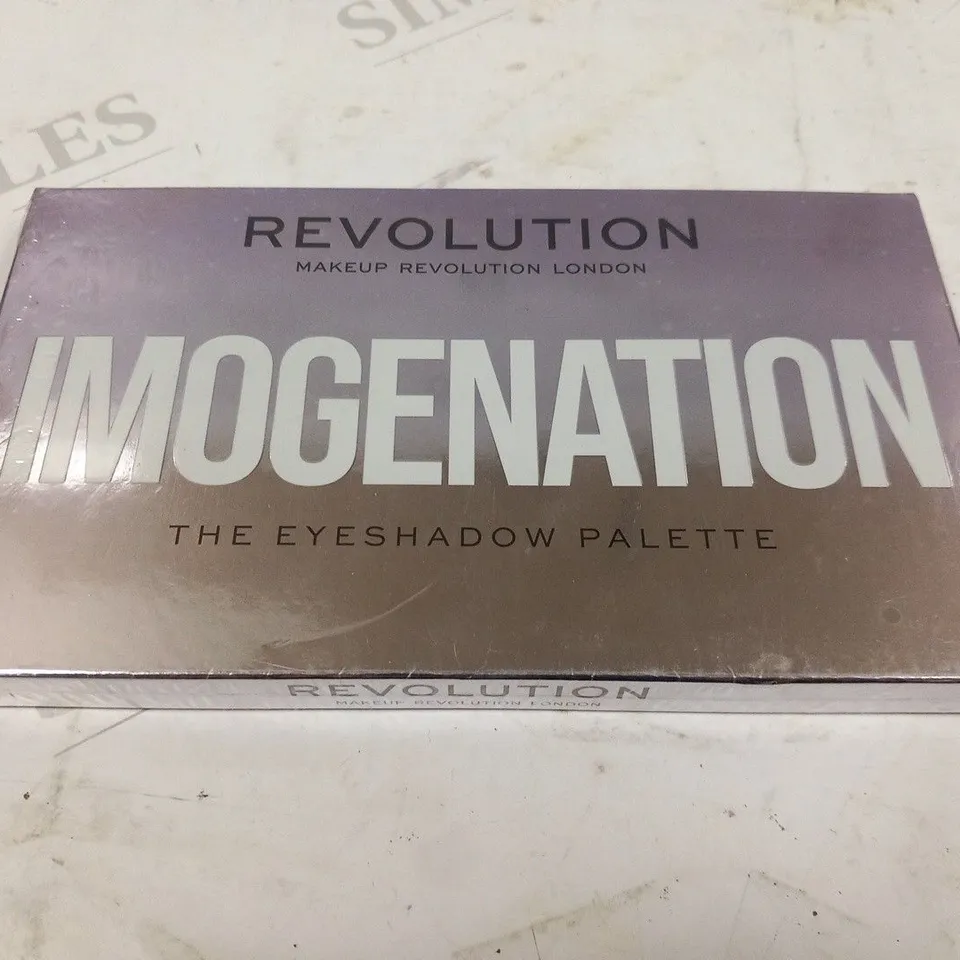 REVOLUTION
MAKEUP REVOLUTION LONDON
IMOGENATION
THE EYESHADOW PALETTE
REVOLUTION
MAKEUP REVOLUTION LONDON